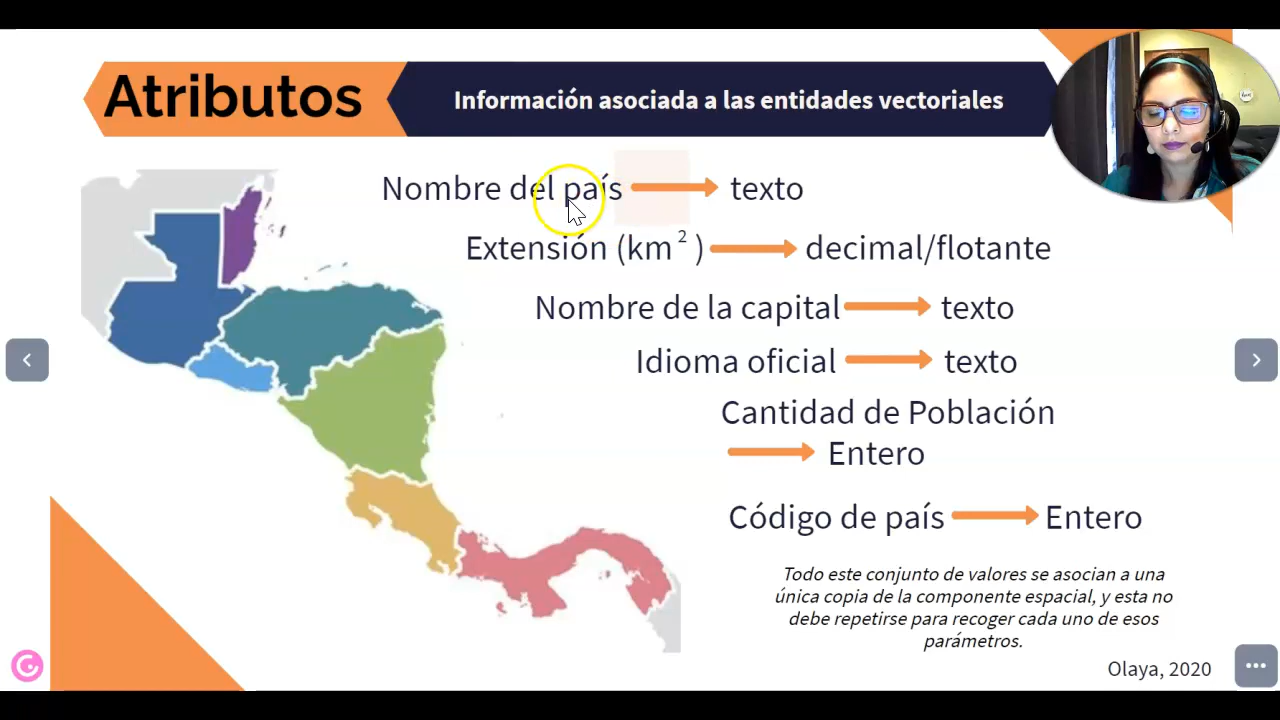 Atributos
Información asociada a las entidades vectoriales
Nombre del país texto
Extensión (km²) decimal/flotante
Nombre de la capital texto
Idioma oficial texto
Cantidad de Población
Entero
Código de país Entero
Todo este conjunto de valores se asocian a una
única copia de la componente espacial, y esta no
debe repetirse para recoger cada uno de esos
parámetros.
Olaya, 2020